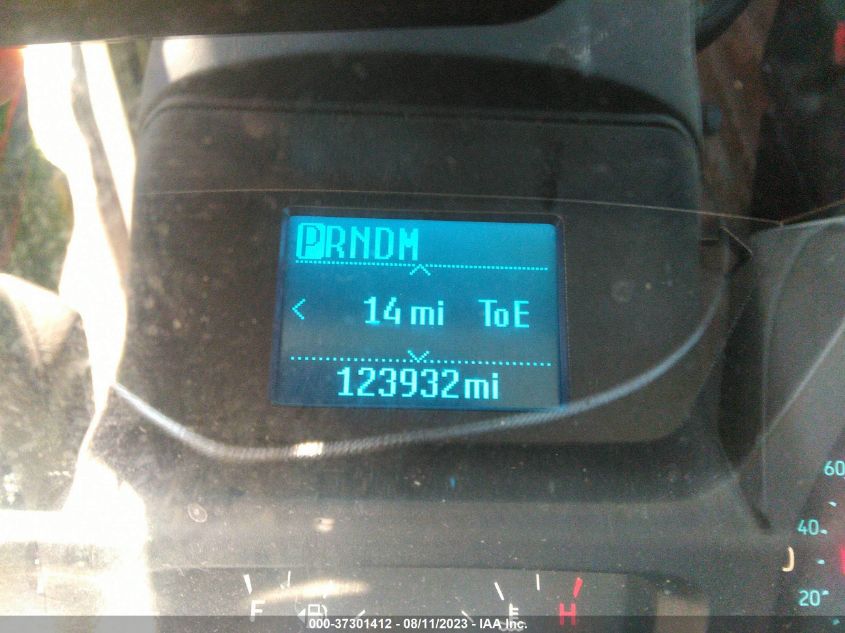 PRNDM
< 14 mi ToE
123932mi
60
40
20
F H
000-37301412 - 08/11/2023 - IAA Inc.